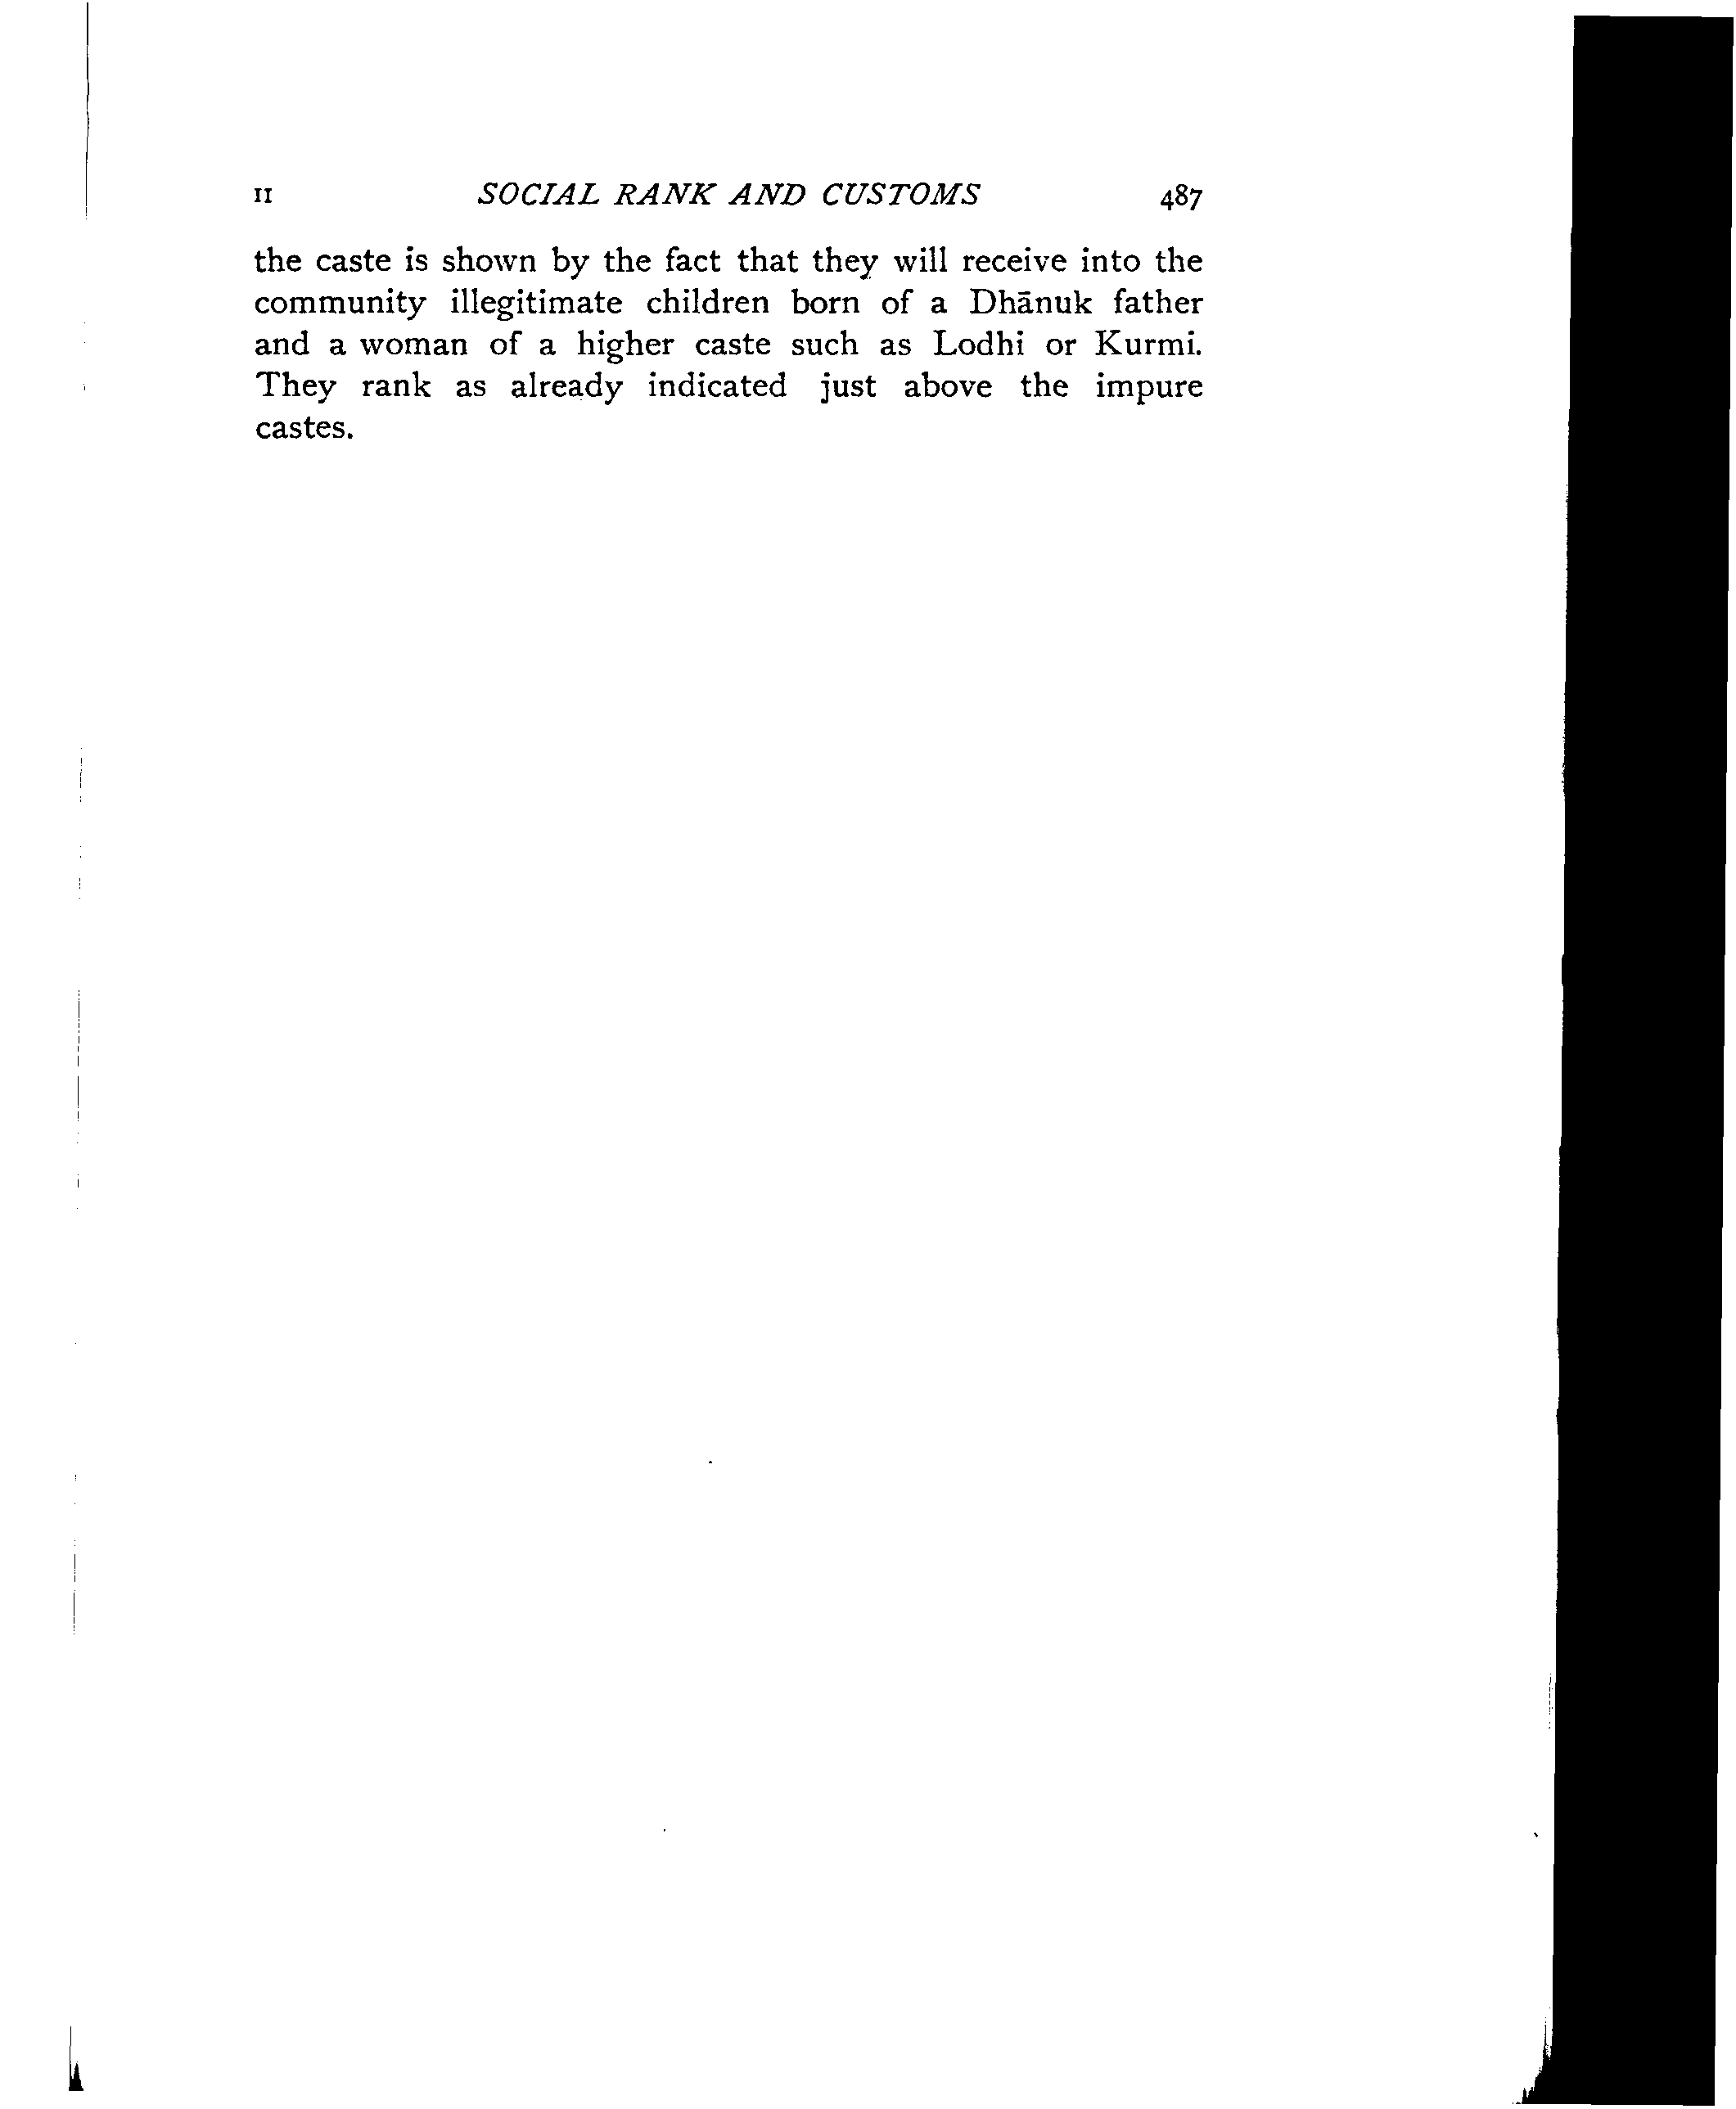 II SOCIAL RANK AND CUSTOMS 487
the caste is shown by the fact that they will receive into the
community illegitimate children born of a Dhānuk father
and a woman of a higher caste such as Lodhi or Kurmi.
They rank as already indicated just above the impure
castes.